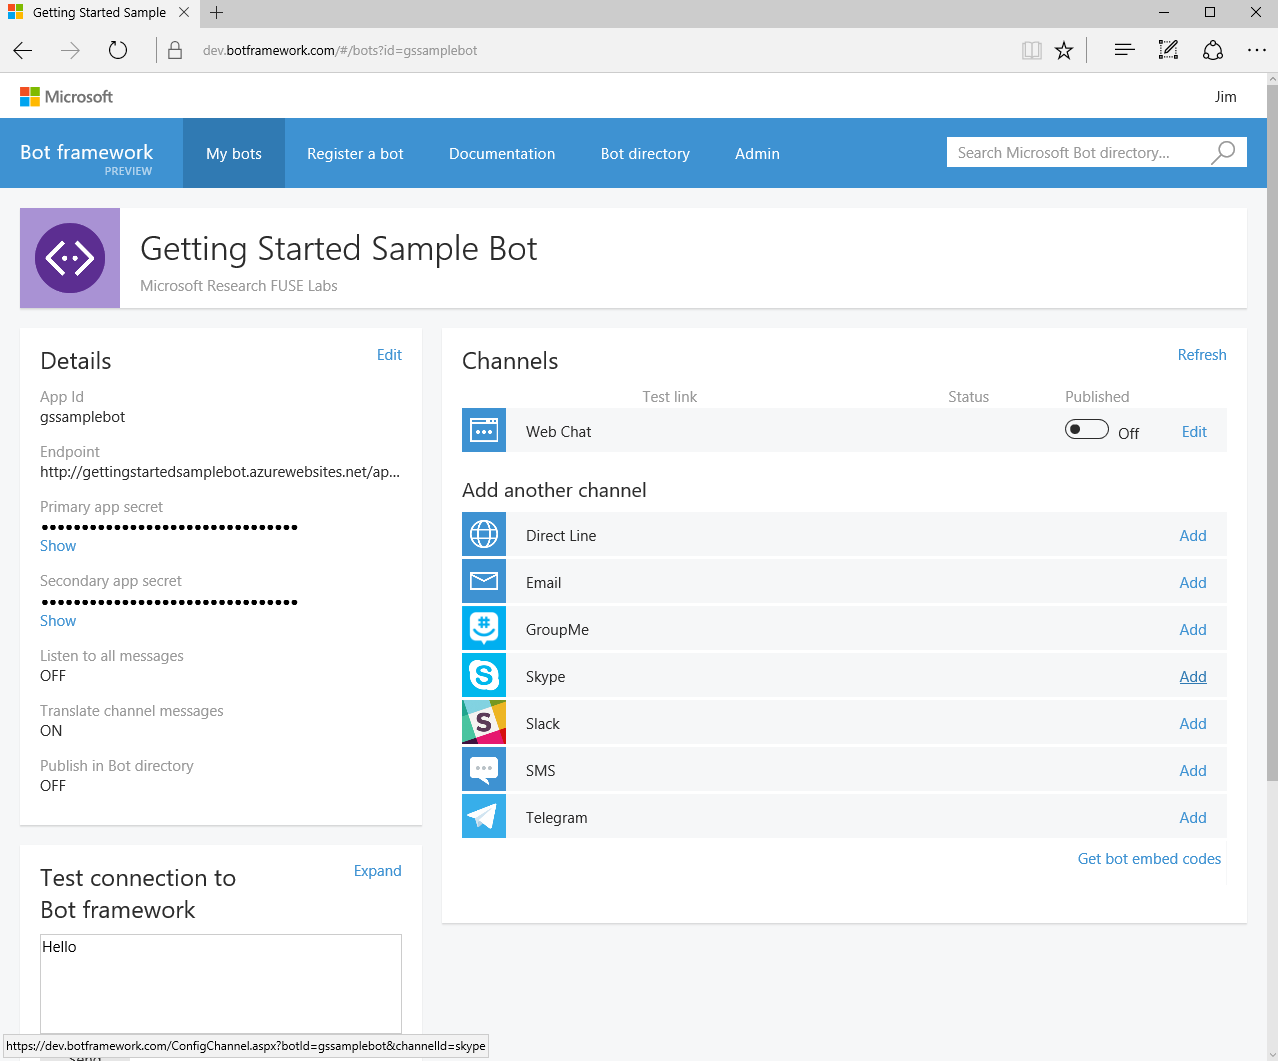 Getting Started Sample
dev.botframework.com/#/bots?id=gssamplebot
Microsoft
Jim
Bot framework
PREVIEW
My bots
Register a bot
Documentation
Bot directory
Admin
Search Microsoft Bot directory...
Getting Started Sample Bot
Microsoft Research FUSE Labs
Details
Edit
App Id
gssamplebot
Endpoint
http://gettingstartedsamplebot.azurewebsites.net/ap...
Primary app secret
••••••••••••••••••••••••••••••••
Show
Secondary app secret
••••••••••••••••••••••••••••••••
Show
Listen to all messages
OFF
Translate channel messages
ON
Publish in Bot directory
OFF
Test connection to
Bot framework
Expand
Hello
Send
Channels
Refresh
Test link
Status
Published
Web Chat
Off
Edit
Add another channel
Direct Line
Add
Email
Add
GroupMe
Add
Skype
Add
Slack
Add
SMS
Add
Telegram
Add
Get bot embed codes
https://dev.botframework.com/ConfigChannel.aspx?botId=gssamplebot&channelId=skype